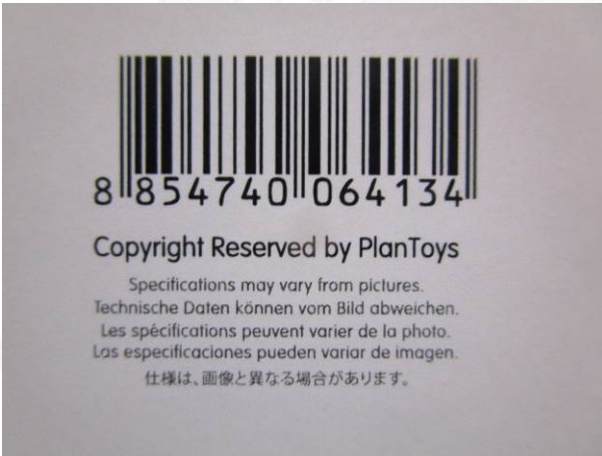 8 854740 064134
Copyright Reserved by PlanToys
Specifications may vary from pictures.
Technische Daten können vom Bild abweichen.
Les spécifications peuvent varier de la photo.
Las especificaciones pueden variar de imagen.
仕様は、画像と異なる場合があります。